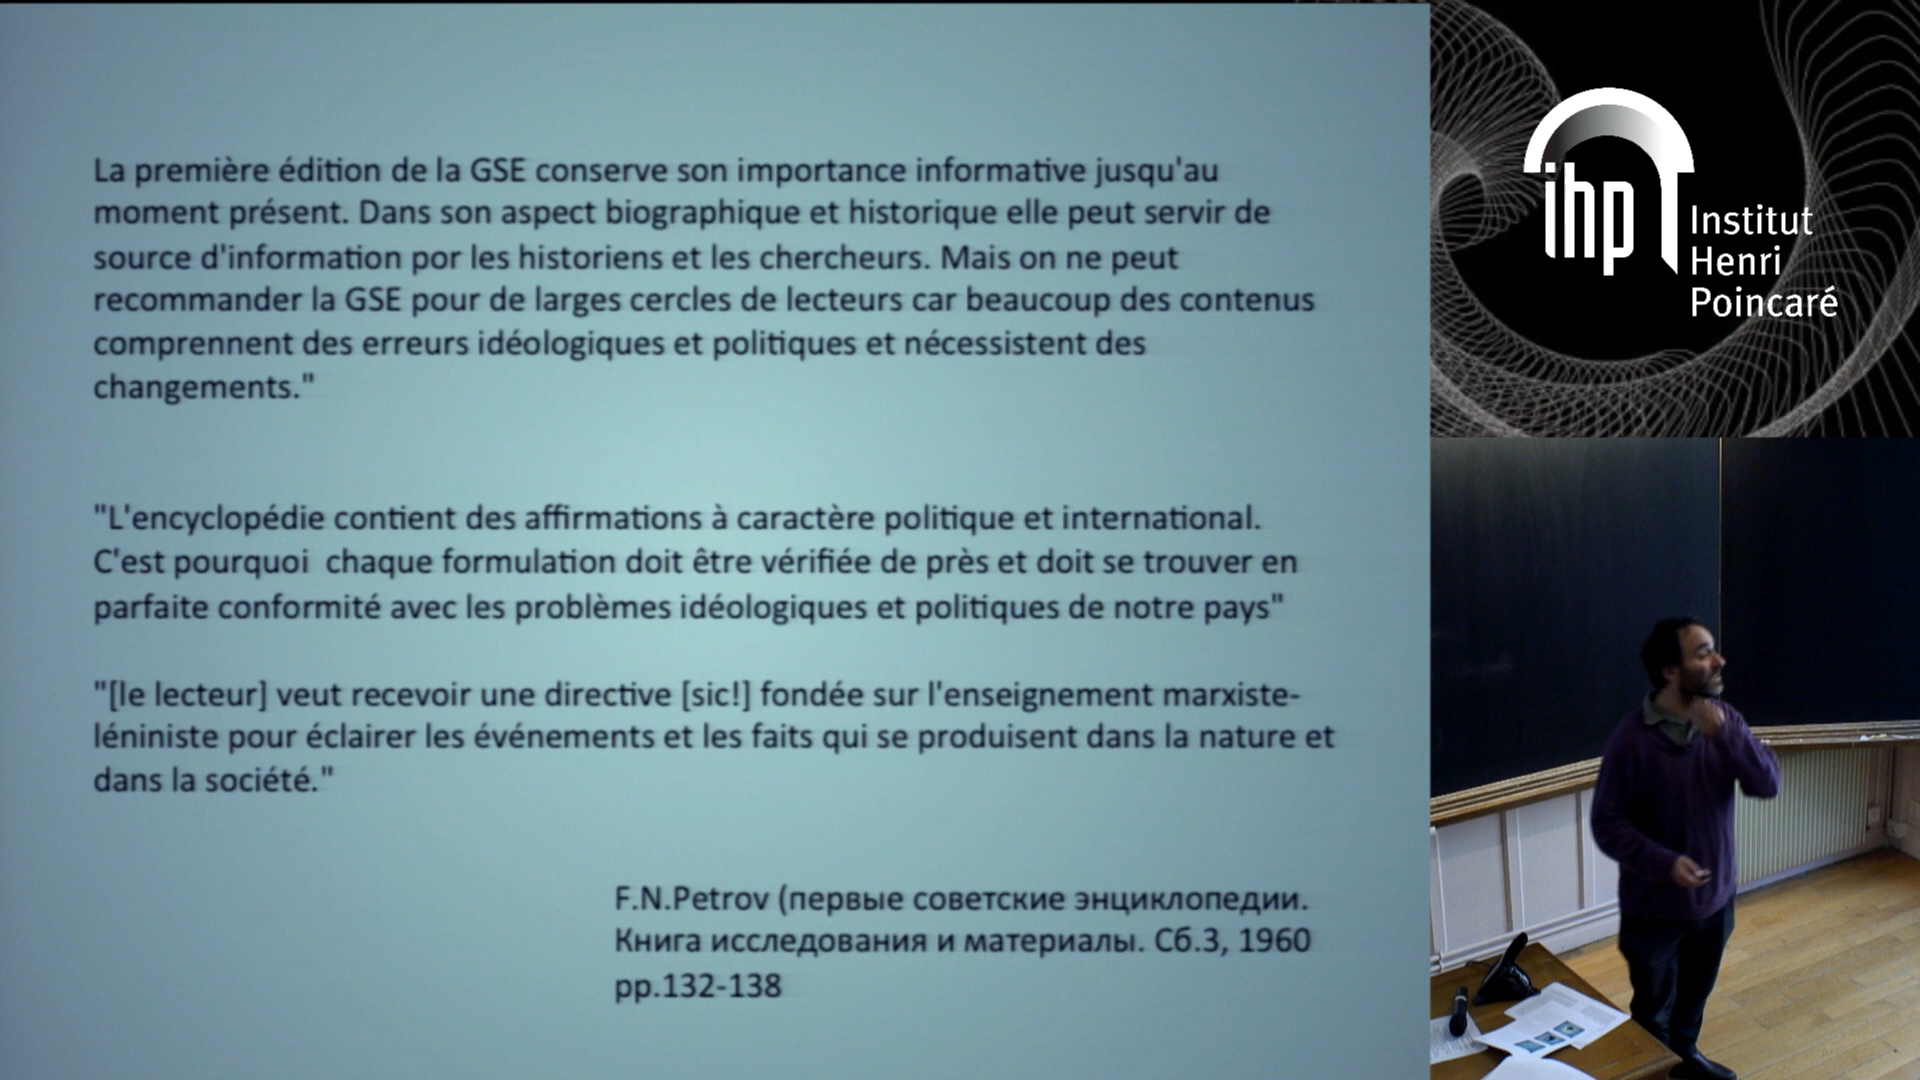 La première édition de la GSE conserve son importance informative jusqu'au
moment présent. Dans son aspect biographique et historique elle peut servir de
source d'information por les historiens et les chercheurs. Mais on ne peut
recommander la GSE pour de larges cercles de lecteurs car beaucoup des contenus
comprennent des erreurs idéologiques et politiques et nécessistent des
changements."
"L'encyclopédie contient des affirmations à caractère politique et international.
C'est pourquoi  chaque formulation doit être vérifiée de près et doit se trouver en
parfaite conformité avec les problèmes idéologiques et politiques de notre pays"
"[le lecteur] veut recevoir une directive [sic!] fondée sur l'enseignement marxiste-
léniniste pour éclairer les événements et les faits qui se produisent dans la nature et
dans la société."
F.N.Petrov (первые советские энциклопедии.
Книга исследования и материалы. Сб.3, 1960
pp.132-138
ihp
Institut
Henri
Poincaré